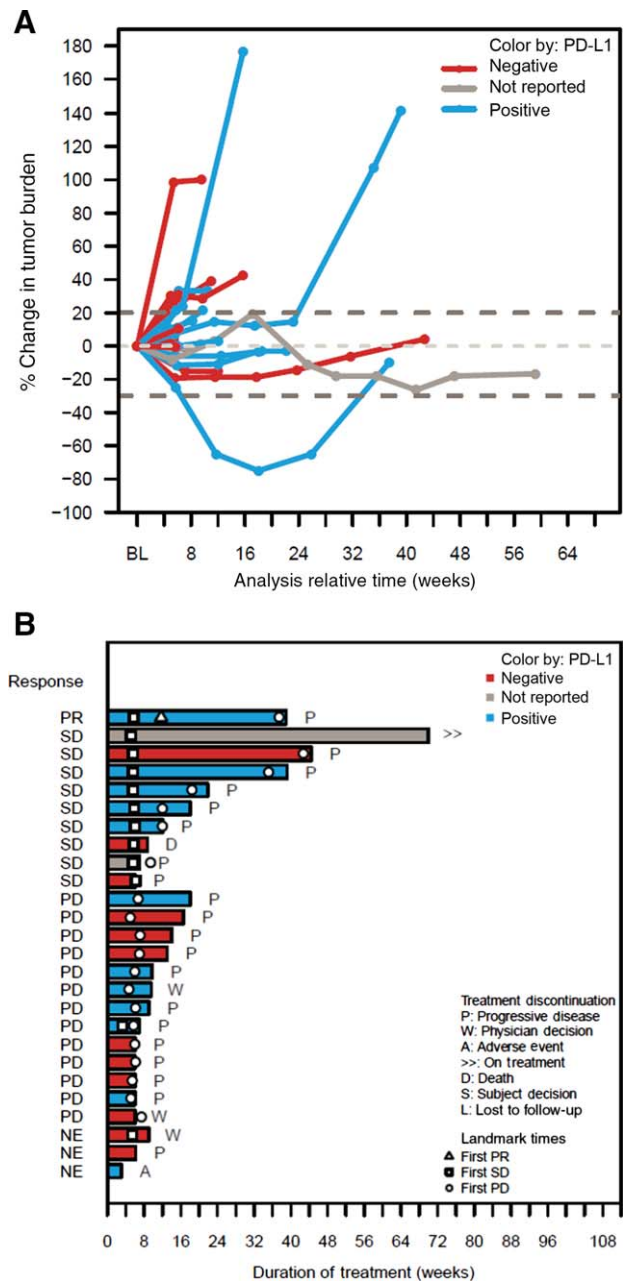 A
Color by: PD-L1
Negative
Not reported
Positive
% Change in tumor burden
180
160
140
120
100
80
60
40
20
0
−20
−40
−60
−80
−100
BL 8 16 24 32 40 48 56 64
Analysis relative time (weeks)
B
Color by: PD-L1
Negative
Not reported
Positive
Response
PR P
SD >>
SD P
SD P
SD P
SD P
SD P
SD D
SD P
SD P
PD P
PD P
PD P
PD P
PD P
PD W
PD P
PD P
PD P
PD P
PD P
PD P
PD W
NE W
NE P
NE A
Treatment discontinuation
P: Progressive disease
W: Physician decision
A: Adverse event
>>: On treatment
D: Death
S: Subject decision
L: Lost to follow-up
Landmark times
First PR
First SD
First PD
0 8 16 24 32 40 48 56 64 72 80 88 96 108
Duration of treatment (weeks)